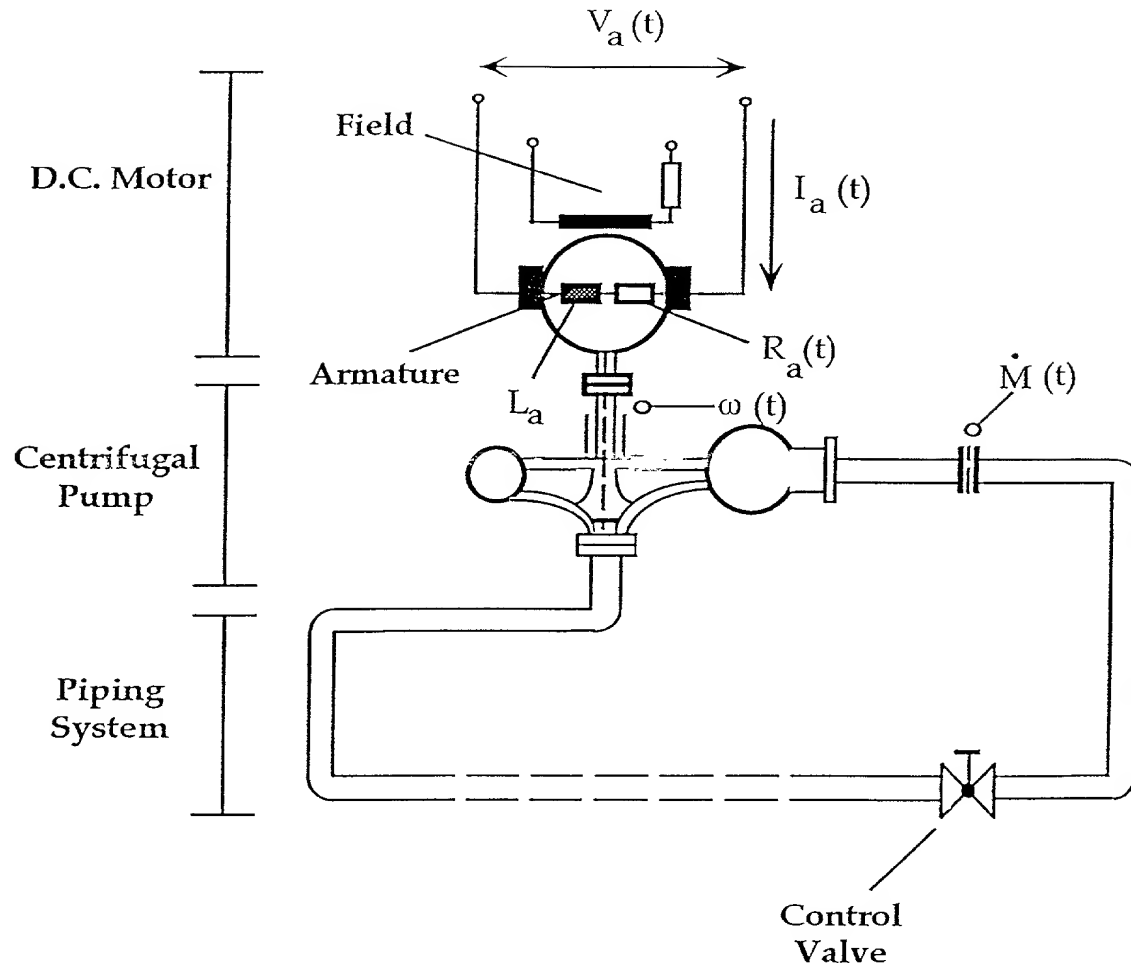 V_a (t)
Field
D.C. Motor
I_a (t)
R_a(t)
Armature
L_a
Ṁ (t)
ω (t)
Centrifugal
Pump
Piping
System
Control
Valve